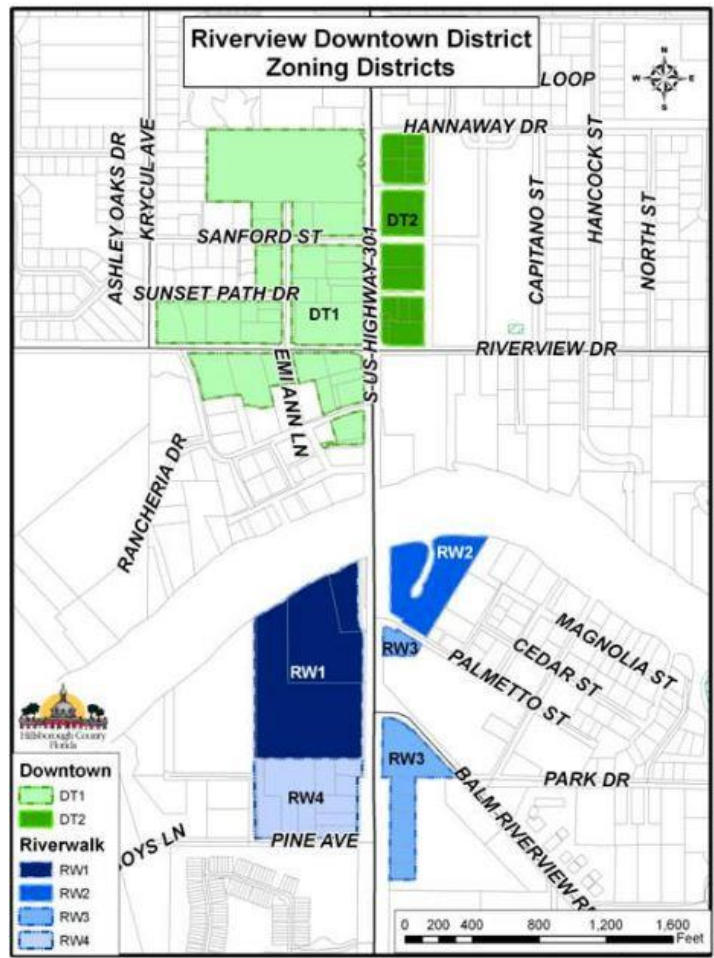 Riverview Downtown District
Zoning Districts
LOOP
N
W
E
S
HANNAWAY DR
ASHLEY OAKS DR
KRYCUL AVE
HANCOCK ST
CAPITANO ST
NORTH ST
DT2
SANFORD ST
S US HIGHWAY 301
SUNSET PATH DR
DT1
RIVERVIEW DR
EMI ANN LN
RANCHERIA DR
RW2
MAGNOLIA ST
RW3
CEDAR ST
RW1
PALMETTO ST
RW3
PARK DR
RW4
BALM RIVERVIEW R
PINE AVE
OYS LN
Hillsborough County
Florida
Downtown
DT1
DT2
Riverwalk
RW1
RW2
RW3
RW4
0 200 400 800 1,200 1,600
Feet